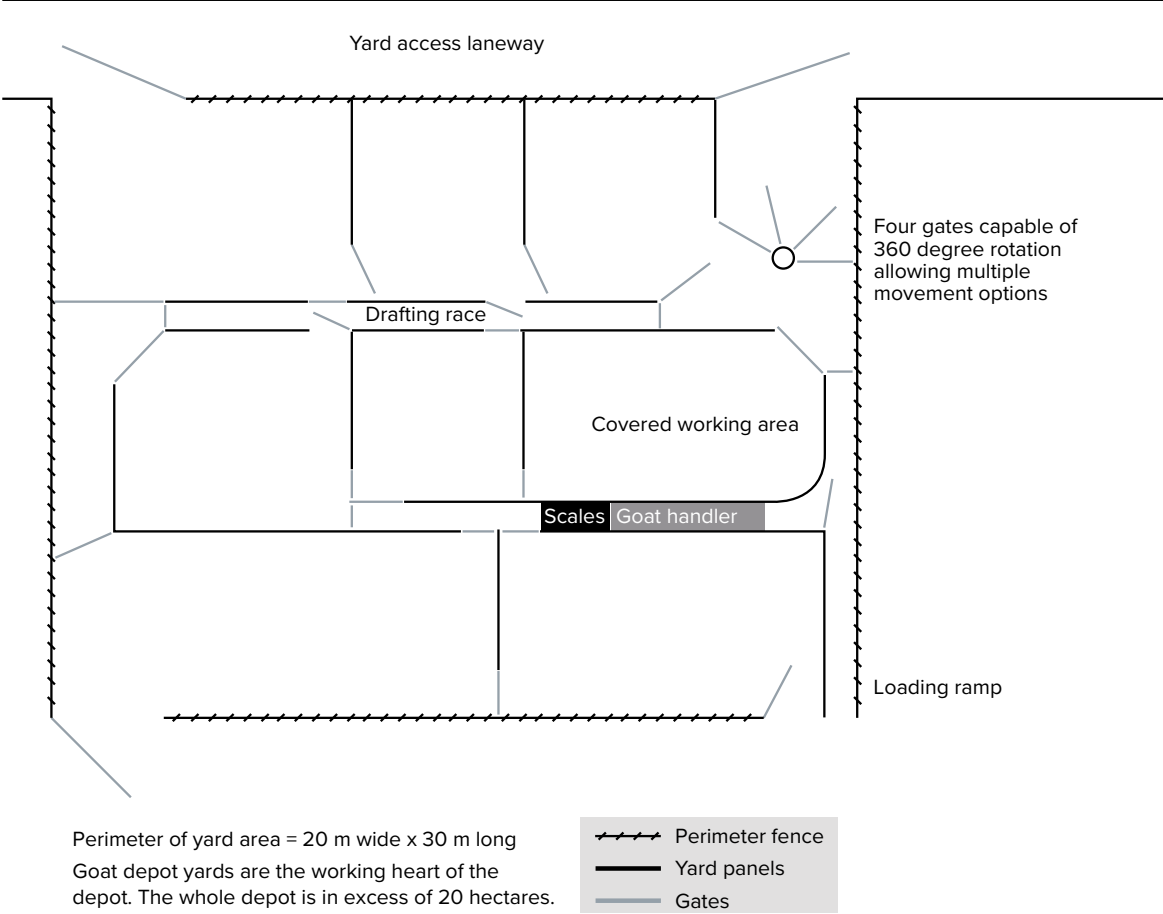 Yard access laneway
Four gates capable of
360 degree rotation
allowing multiple
movement options
Drafting race
Covered working area
Scales
Goat handler
Loading ramp
Perimeter of yard area = 20 m wide x 30 m long
Goat depot yards are the working heart of the
depot. The whole depot is in excess of 20 hectares.
Perimeter fence
Yard panels
Gates